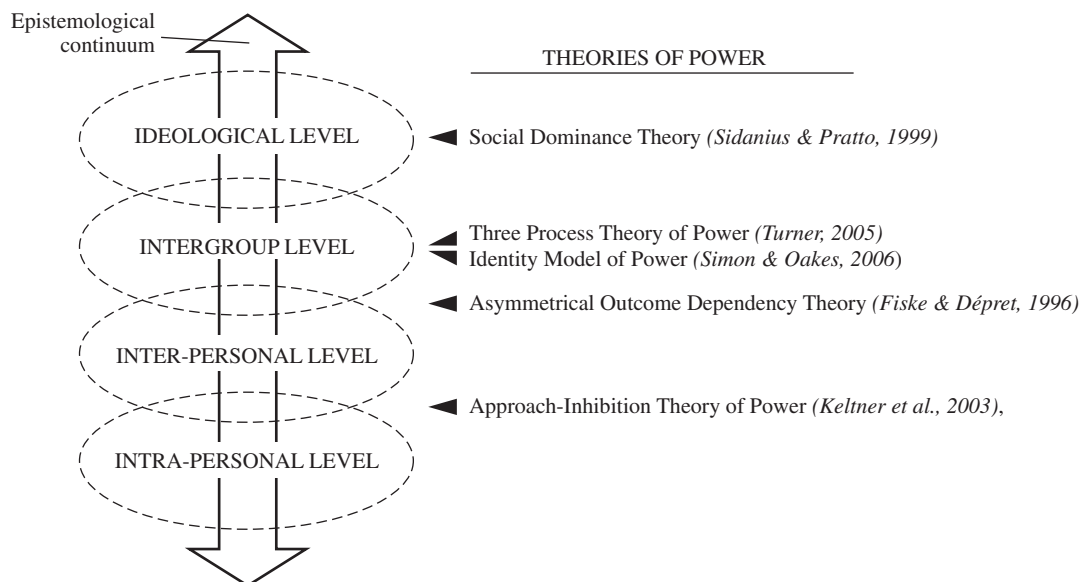 Epistemological
continuum
THEORIES OF POWER
IDEOLOGICAL LEVEL
Social Dominance Theory (Sidanius & Pratto, 1999)
INTERGROUP LEVEL
Three Process Theory of Power (Turner, 2005)
Identity Model of Power (Simon & Oakes, 2006)
Asymmetrical Outcome Dependency Theory (Fiske & Dépret, 1996)
INTER-PERSONAL LEVEL
Approach-Inhibition Theory of Power (Keltner et al., 2003),
INTRA-PERSONAL LEVEL